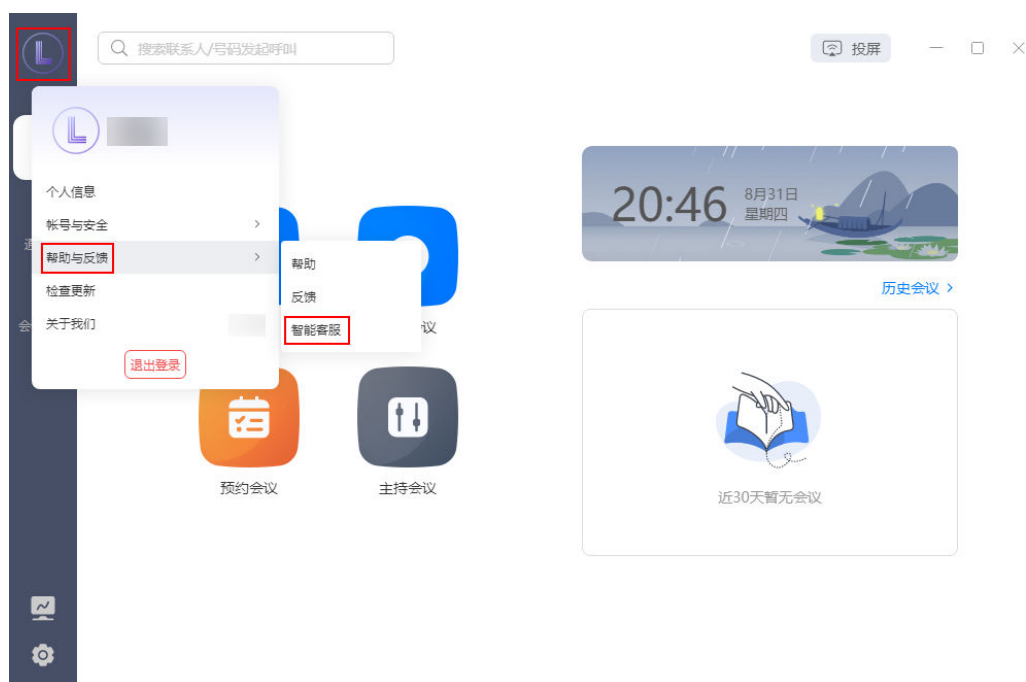 搜索联系人/号码发起呼叫
投屏
个人信息
帐号与安全
帮助与反馈
检查更新
关于我们
退出登录
帮助
反馈
智能客服
20:46
8月31日
星期四
历史会议
预约会议
主持会议
近30天暂无会议